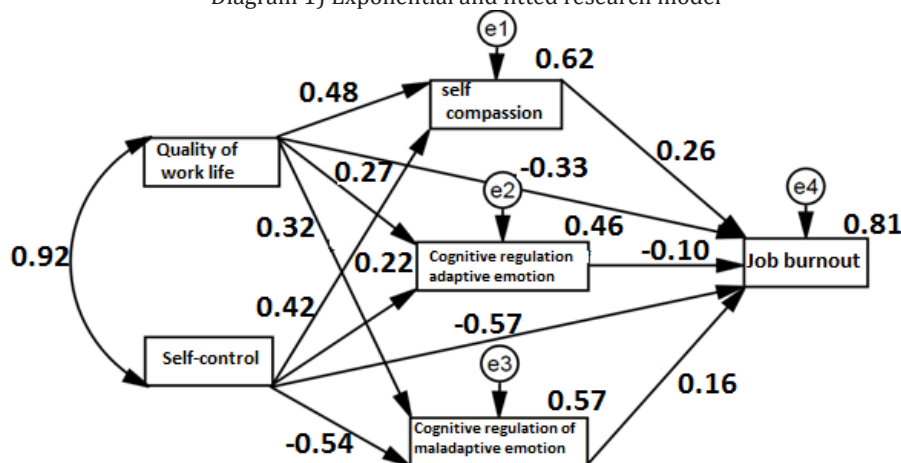 Diagram 1) Exponential and fitted research model
e1
0.62
self
compassion
0.48
Quality of
work life
0.27
-0.33
0.26
e2
e4
0.32
0.46
0.81
0.92
0.22
Cognitive regulation
adaptive emotion
-0.10
Job burnout
0.42
-0.57
Self-control
e3
0.16
0.57
-0.54
Cognitive regulation of
maladaptive emotion